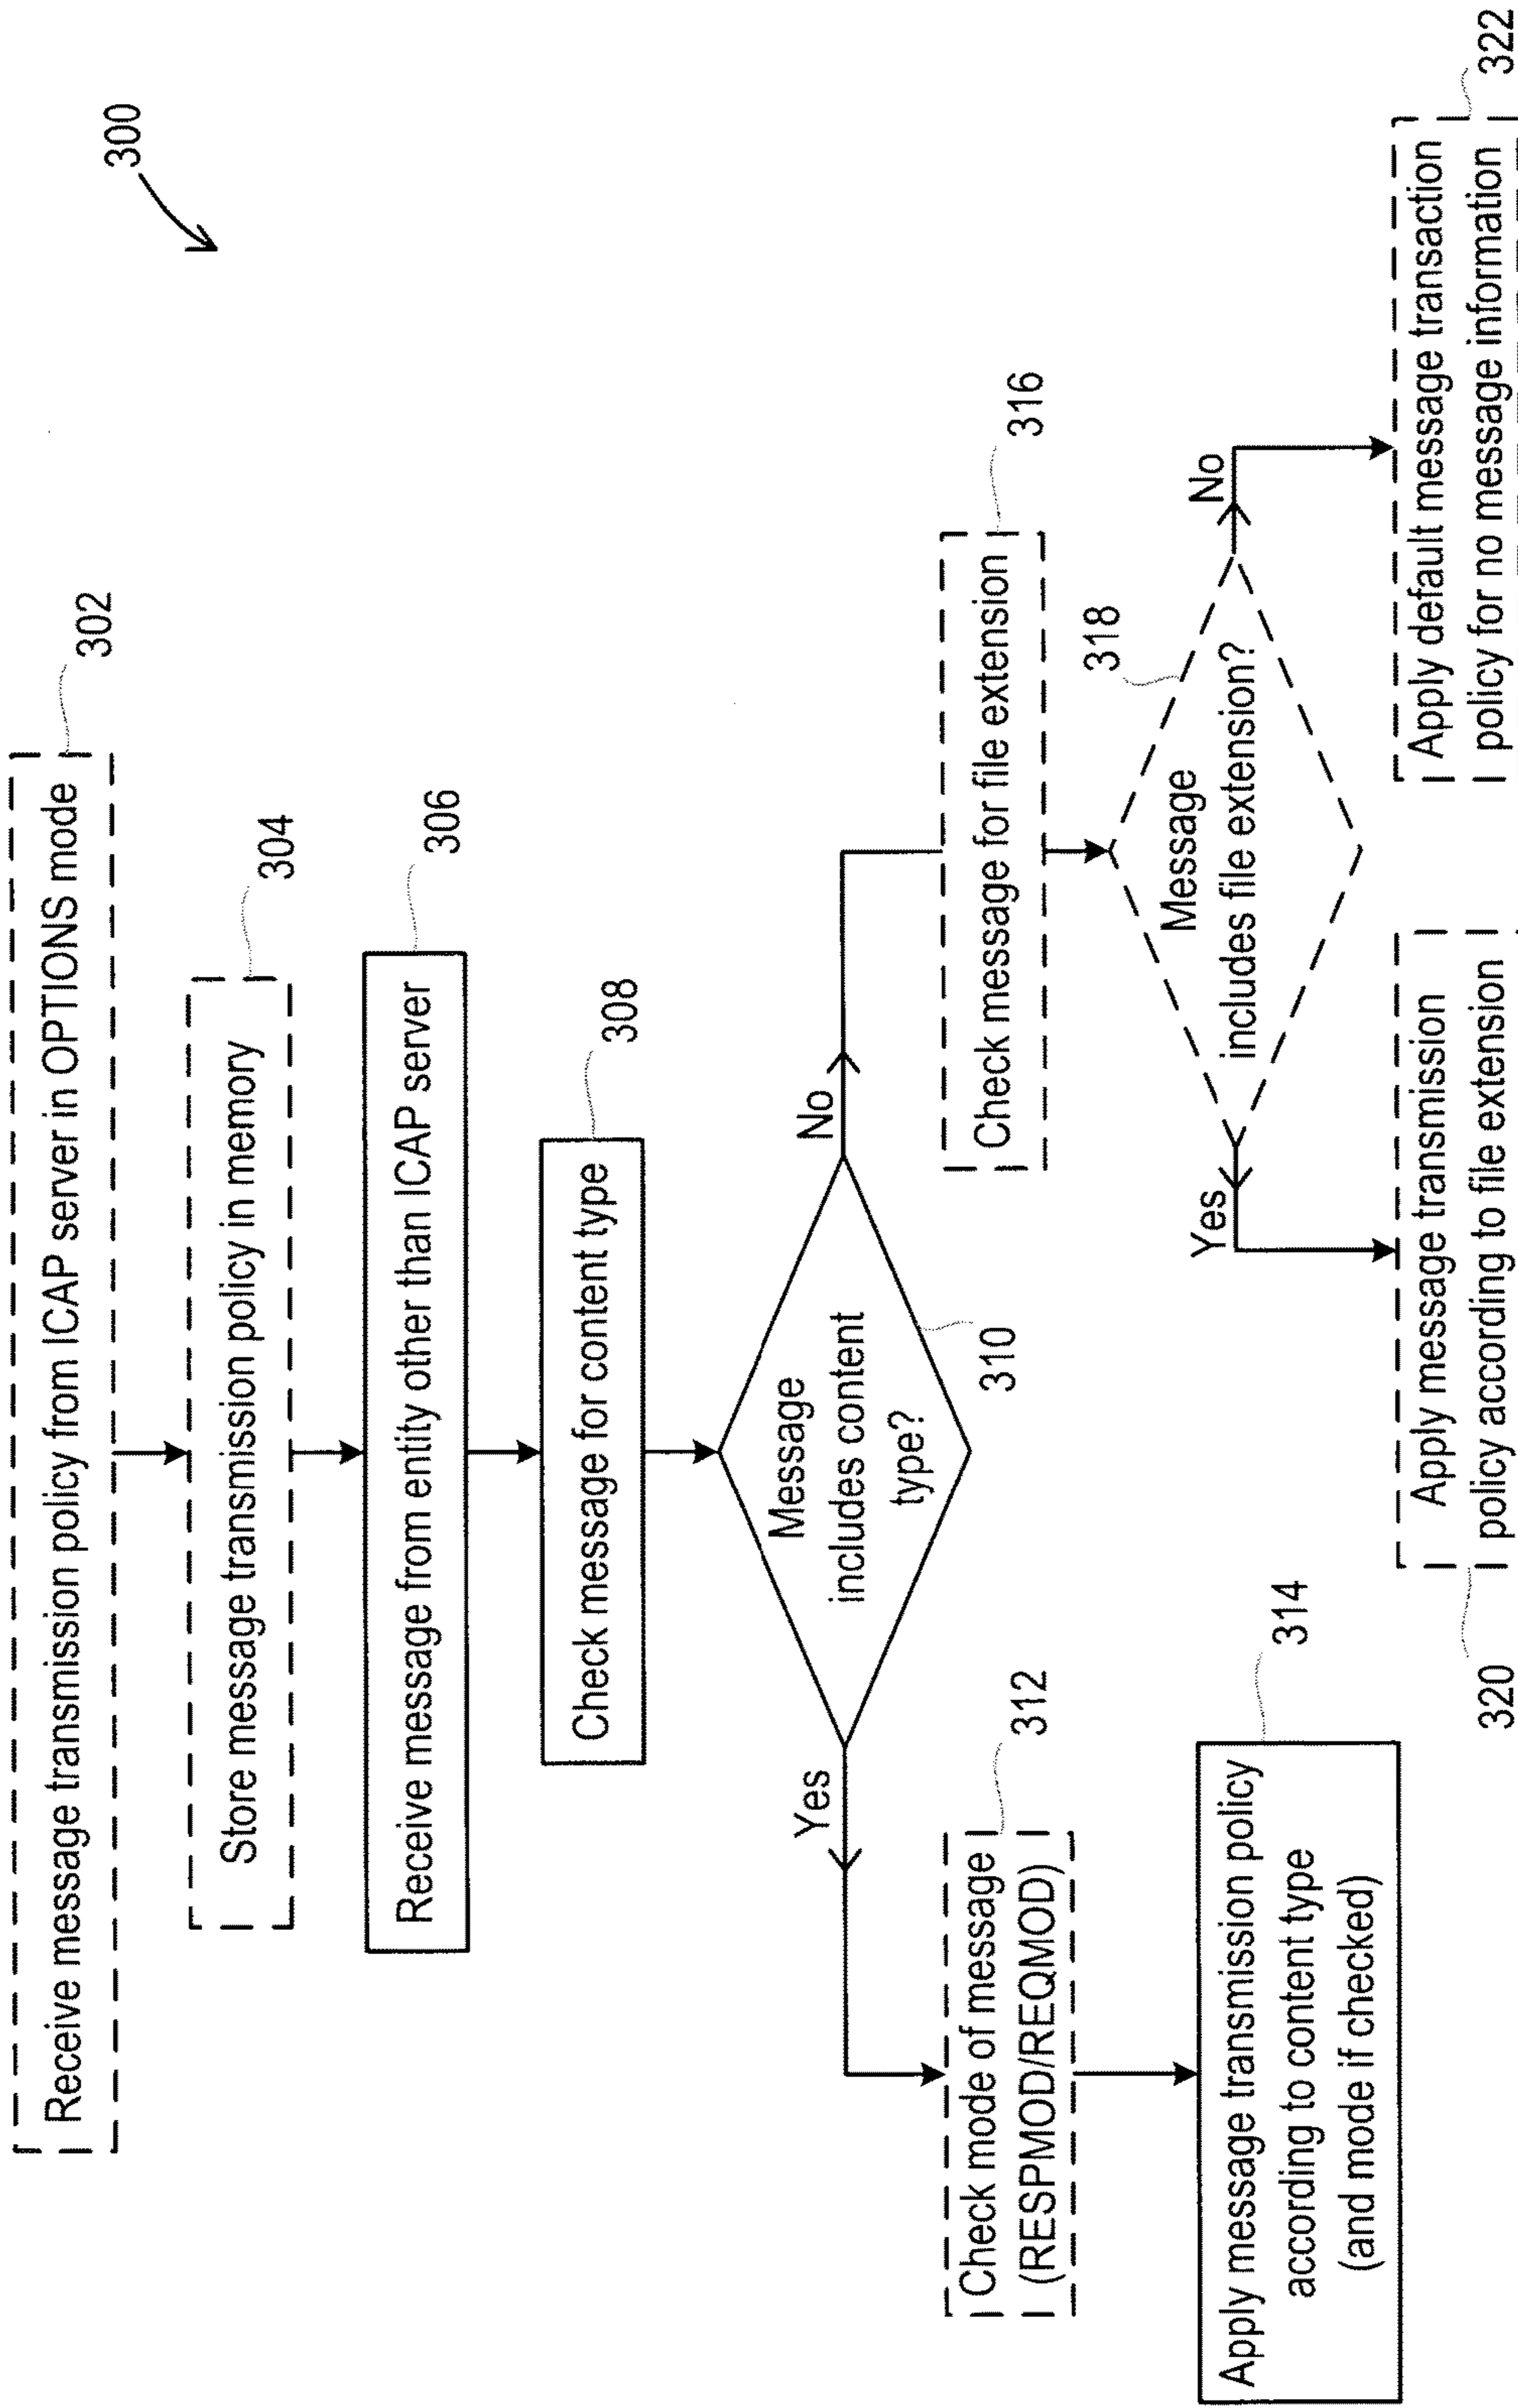 300
Receive message transmission policy from ICAP server in OPTIONS mode
302
Store message transmission policy in memory
304
Receive message from entity other than ICAP server
306
Check message for content type
308
Message
includes content
type?
310
Yes
No
Check mode of message
(RESPMOD/REQMOD)
312
Apply message transmission policy
according to content type
(and mode if checked)
314
Check message for file extension
316
Message
includes file extension?
318
Yes
No
Apply message transmission
policy according to file extension
320
Apply default message transaction
policy for no message information
322